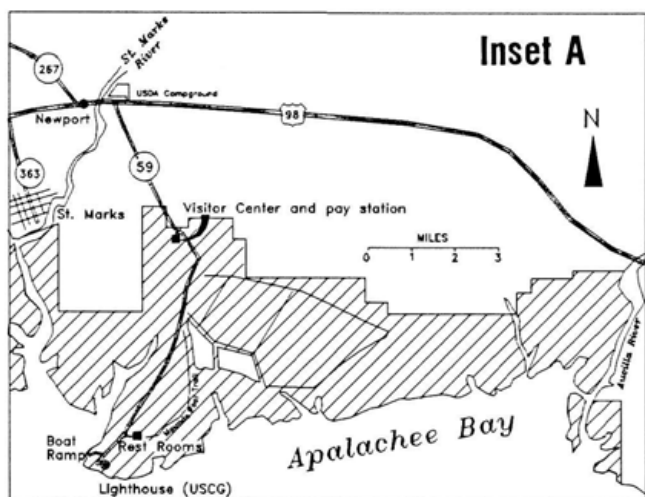 Inset A
St. Marks
River
267
USDA Campground
Newport
98
N
59
363
St. Marks
Visitor Center and pay station
MILES
0 1 2 3
Aucilla River
Apalachee Bay
Boat
Ramp
Rest Rooms
Lighthouse (USCG)